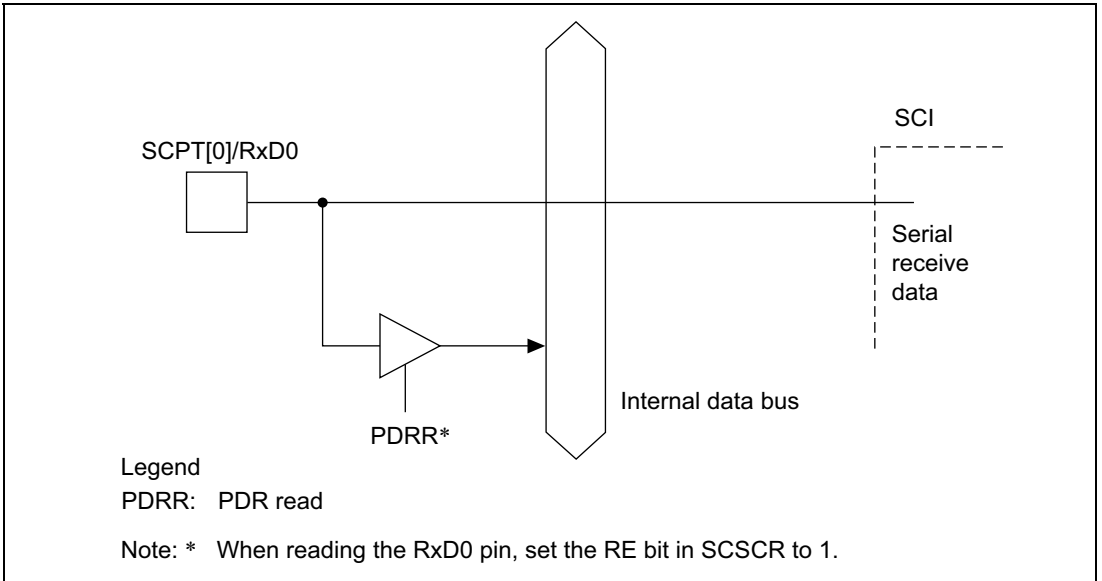 SCI
SCPT[0]/RxD0
Serial
receive
data
Internal data bus
PDRR*
Legend
PDRR: PDR read
Note: * When reading the RxD0 pin, set the RE bit in SCSCR to 1.